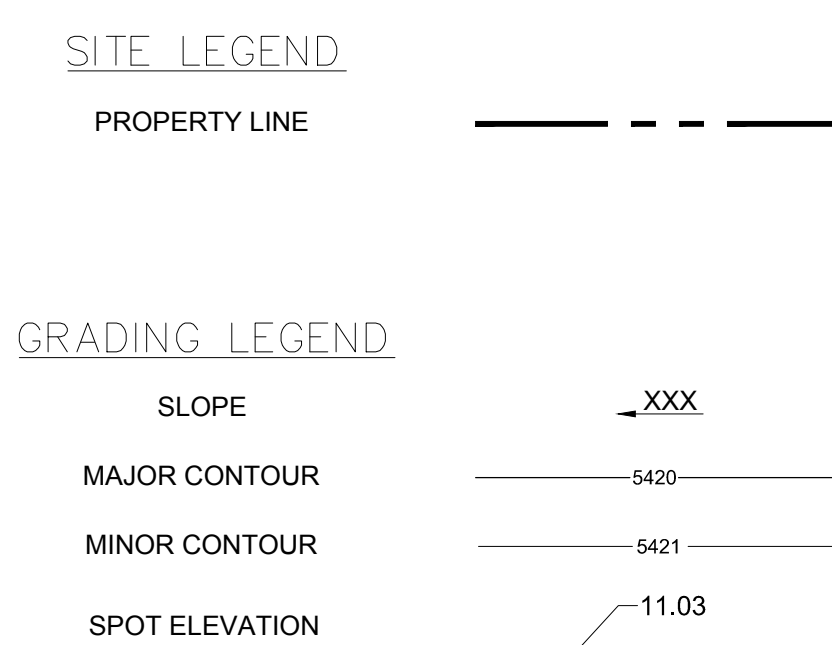 SITE LEGEND
PROPERTY LINE
GRADING LEGEND
SLOPE XXX
MAJOR CONTOUR 5420
MINOR CONTOUR 5421
SPOT ELEVATION 11.03